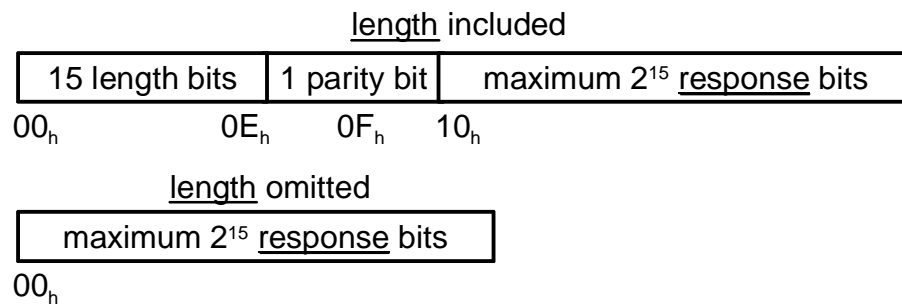 length included
15 length bits 1 parity bit maximum 2¹⁵ response bits
00ₕ 0Eₕ 0Fₕ 10ₕ
length omitted
maximum 2¹⁵ response bits
00ₕ